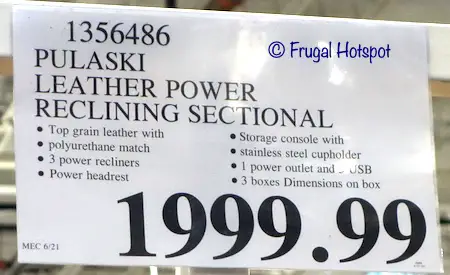 1356486
© Frugal Hotspot
PULASKI
LEATHER POWER
RECLINING SECTIONAL
• Top grain leather with
• polyurethane match
• 3 power recliners
• Power headrest
• Storage console with
• stainless steel cupholder
• 1 power outlet and USB
• 3 boxes Dimensions on box
MEC 6/21
1999.99